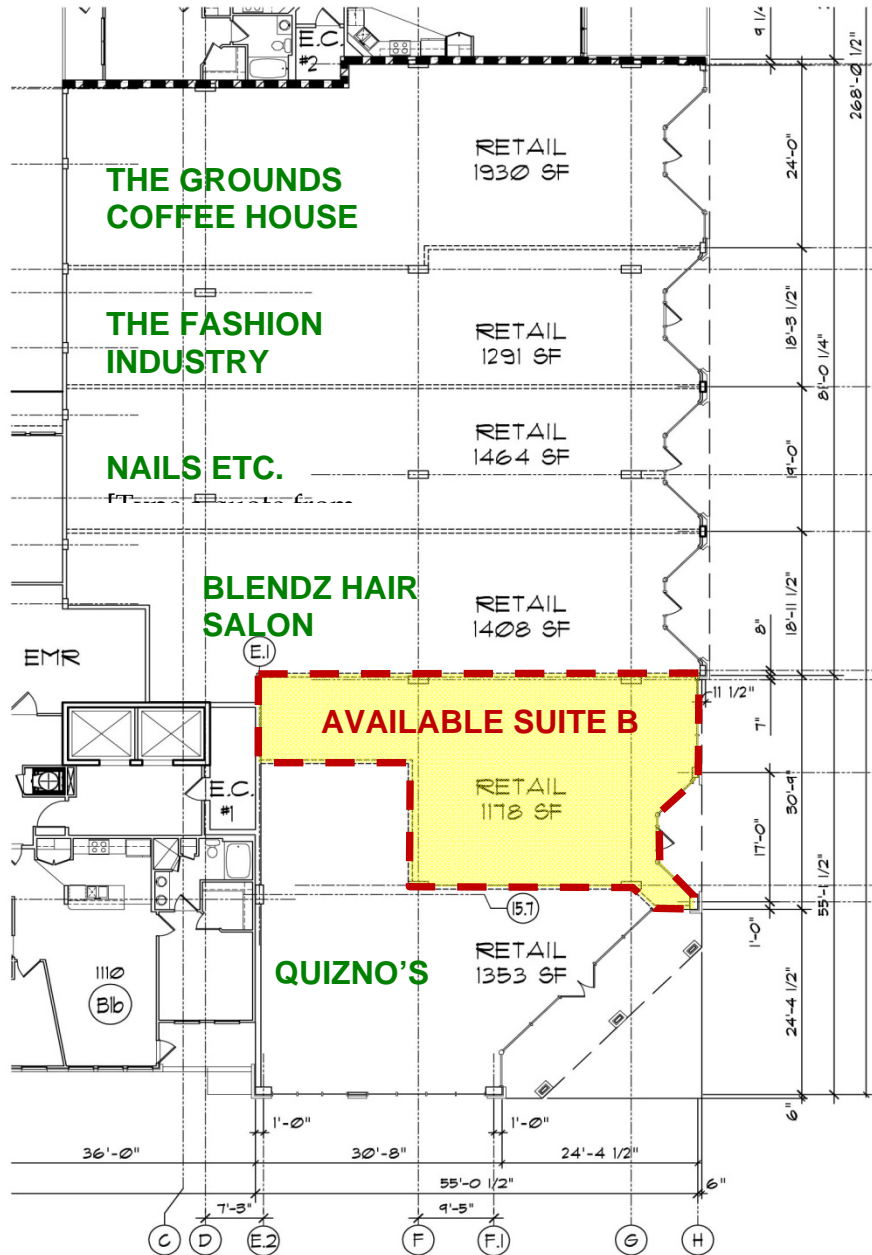 E.C.
#2
9 1/
268'-0 1/2"
RETAIL
1930 SF
24'-0"
THE GROUNDS
COFFEE HOUSE
THE FASHION
INDUSTRY
RETAIL
1291 SF
18'-3 1/2"
81'-0 1/4"
RETAIL
1464 SF
19'-0"
NAILS ETC.
BLENDZ HAIR
SALON
RETAIL
1408 SF
18'-11 1/2"
8"
EMR
E.1
11 1/2"
7"
AVAILABLE SUITE B
RETAIL
1178 SF
E.C.
#1
30'-9"
17'-0"
55'-1 1/2"
15.7
1'-0"
QUIZNO'S
RETAIL
1353 SF
1110
B1b
24'-4 1/2"
6"
1'-0"
1'-0"
36'-0"
30'-8"
24'-4 1/2"
55'-0 1/2"
6"
7'-3"
9'-5"
C
D
E.2
F
F.1
G
H